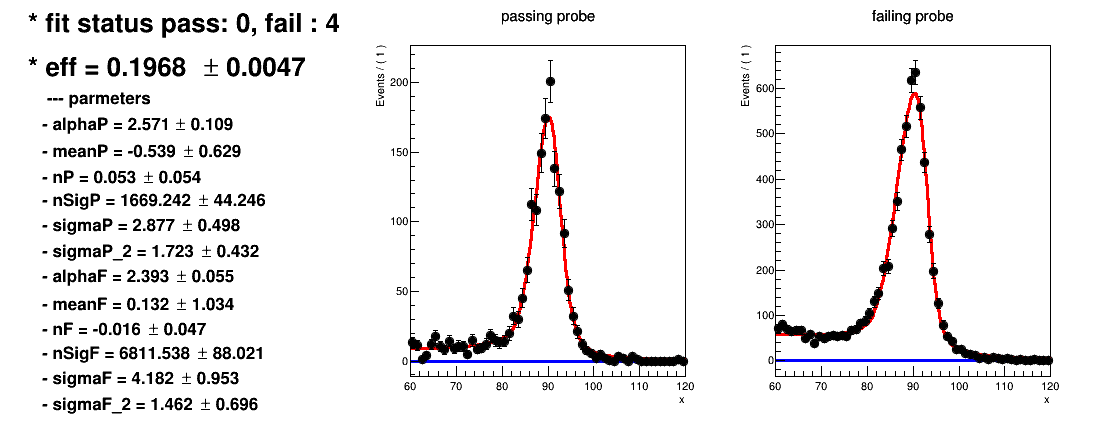 * fit status pass: 0, fail : 4
* eff = 0.1968 ± 0.0047
--- parmeters
- alphaP = 2.571 ± 0.109
- meanP = -0.539 ± 0.629
- nP = 0.053 ± 0.054
- nSigP = 1669.242 ± 44.246
- sigmaP = 2.877 ± 0.498
- sigmaP_2 = 1.723 ± 0.432
- alphaF = 2.393 ± 0.055
- meanF = 0.132 ± 1.034
- nF = -0.016 ± 0.047
- nSigF = 6811.538 ± 88.021
- sigmaF = 4.182 ± 0.953
- sigmaF_2 = 1.462 ± 0.696
passing probe
Events / ( 1 )
200
150
100
50
0
60 70 80 90 100 110 120
x
failing probe
Events / ( 1 )
600
500
400
300
200
100
0
60 70 80 90 100 110 120
x